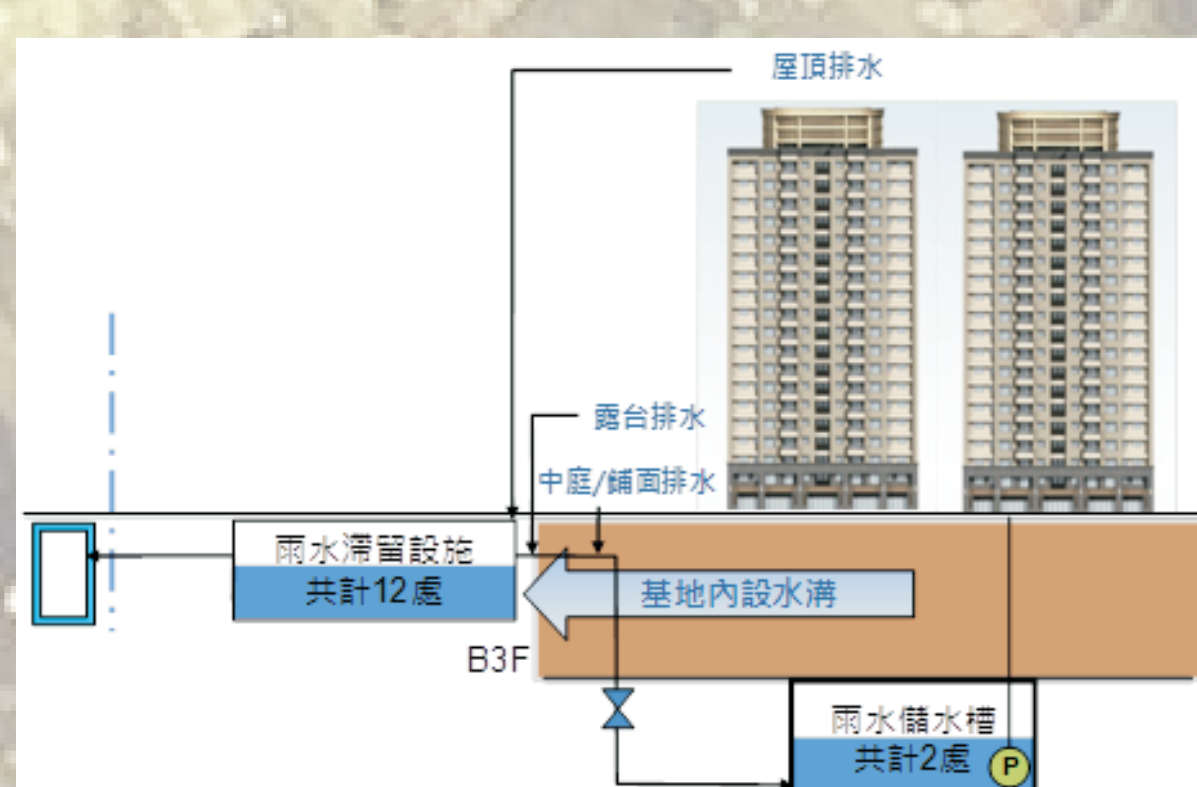 屋頂排水
露台排水
中庭/鋪面排水
雨水滯留設施
共計12處
基地內設水溝
B3F
雨水儲水槽
共計2處
P